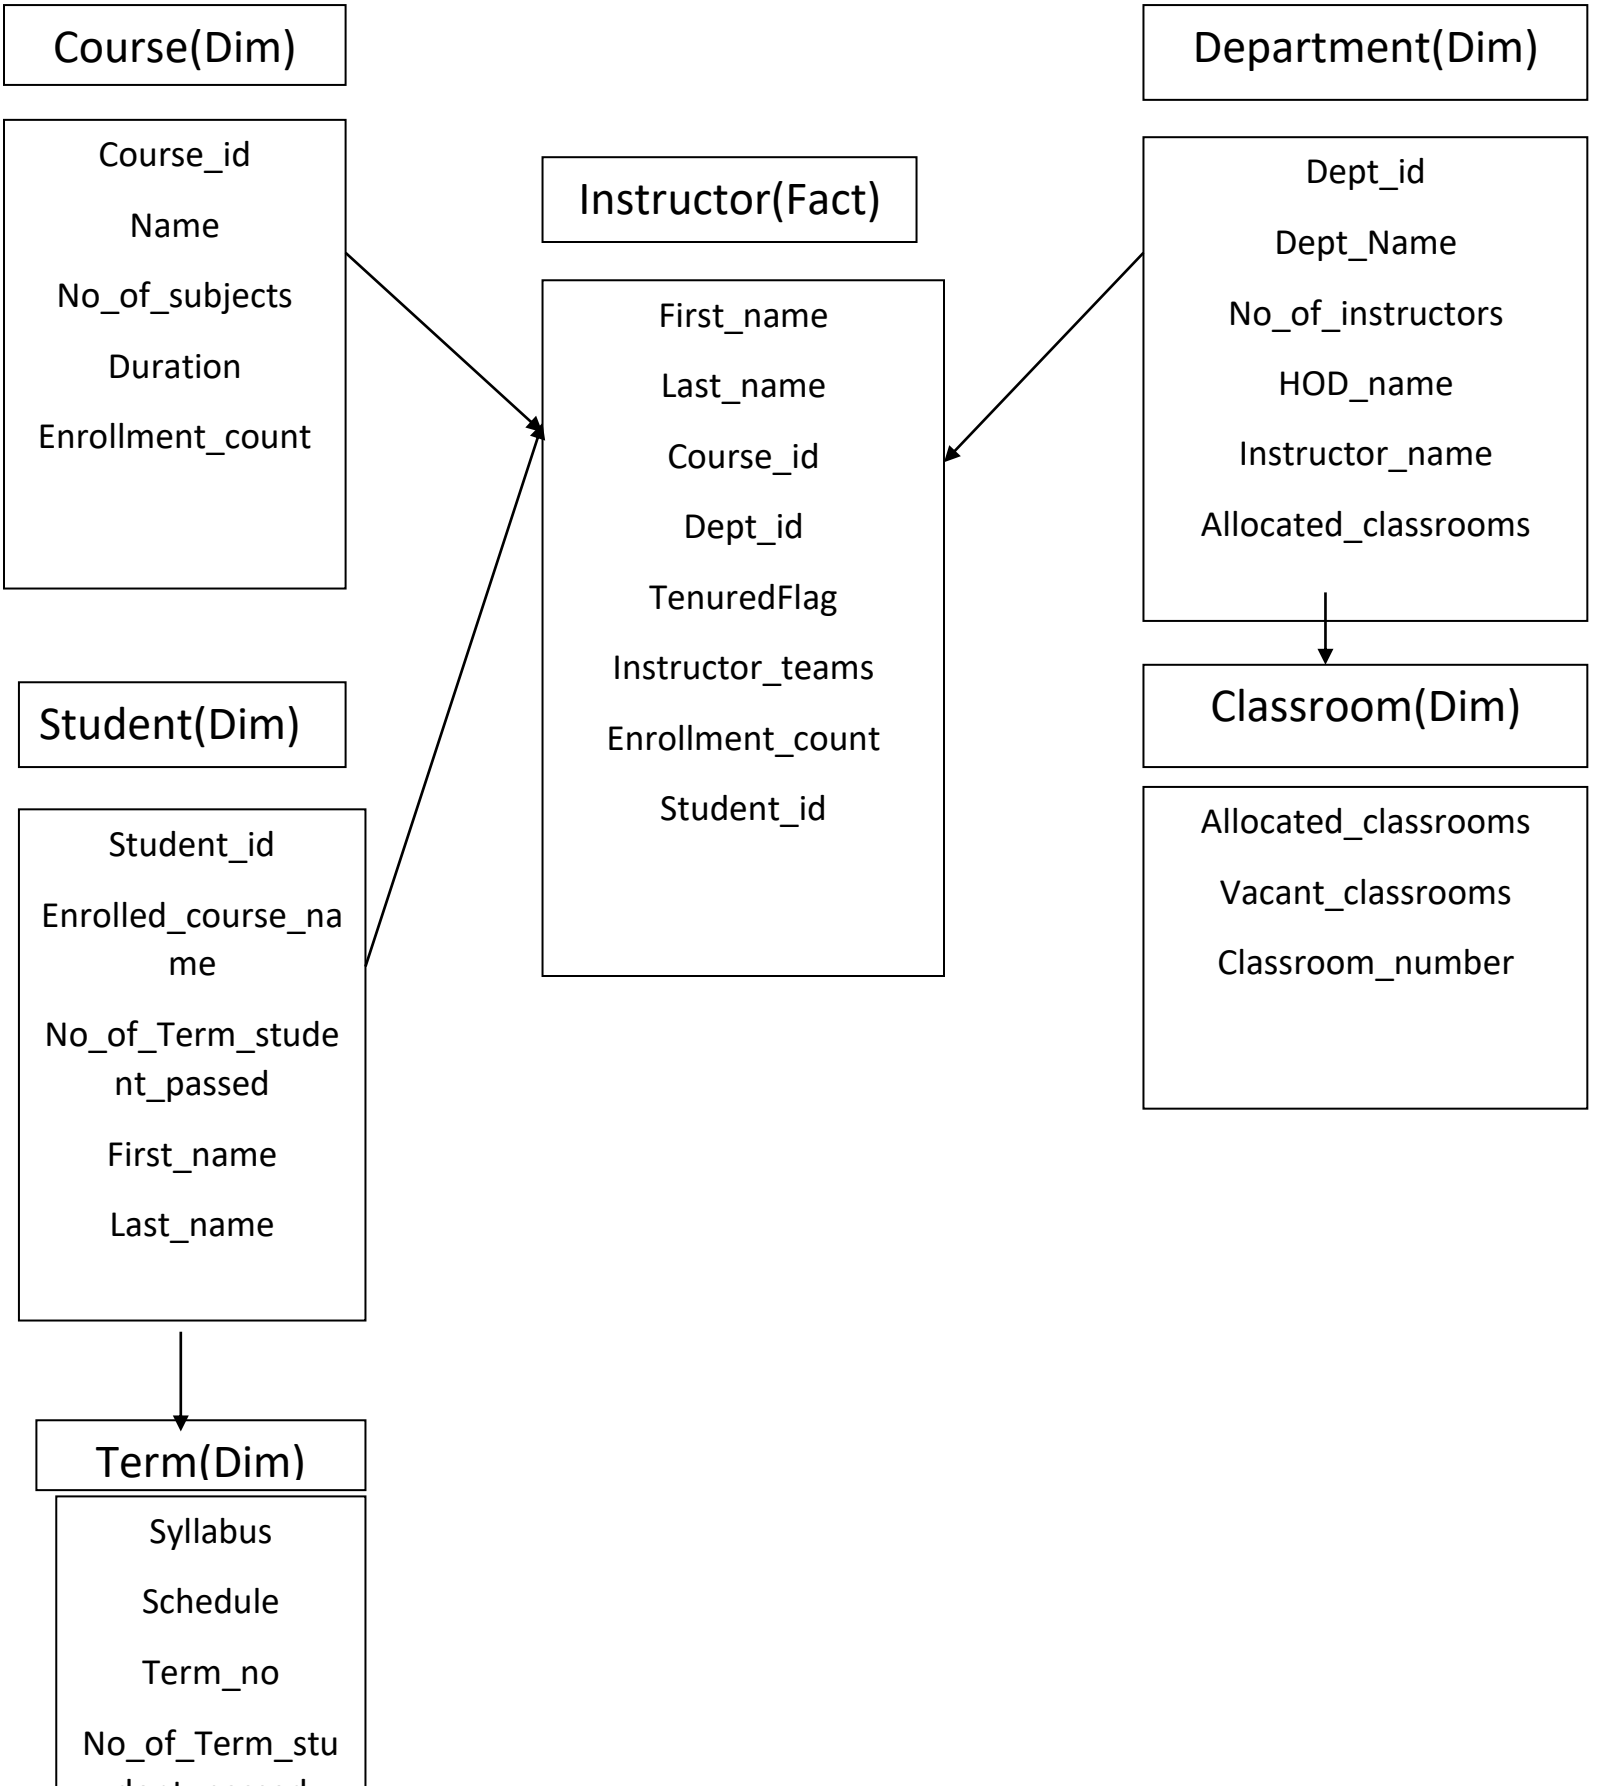 Course(Dim)
Course_id
Name
No_of_subjects
Duration
Enrollment_count
Department(Dim)
Dept_id
Dept_Name
No_of_instructors
HOD_name
Instructor_name
Allocated_classrooms
Instructor(Fact)
First_name
Last_name
Course_id
Dept_id
TenuredFlag
Instructor_teams
Enrollment_count
Student_id
Classroom(Dim)
Allocated_classrooms
Vacant_classrooms
Classroom_number
Student(Dim)
Student_id
Enrolled_course_na
me
No_of_Term_stude
nt_passed
First_name
Last_name
Term(Dim)
Syllabus
Schedule
Term_no
No_of_Term_stu